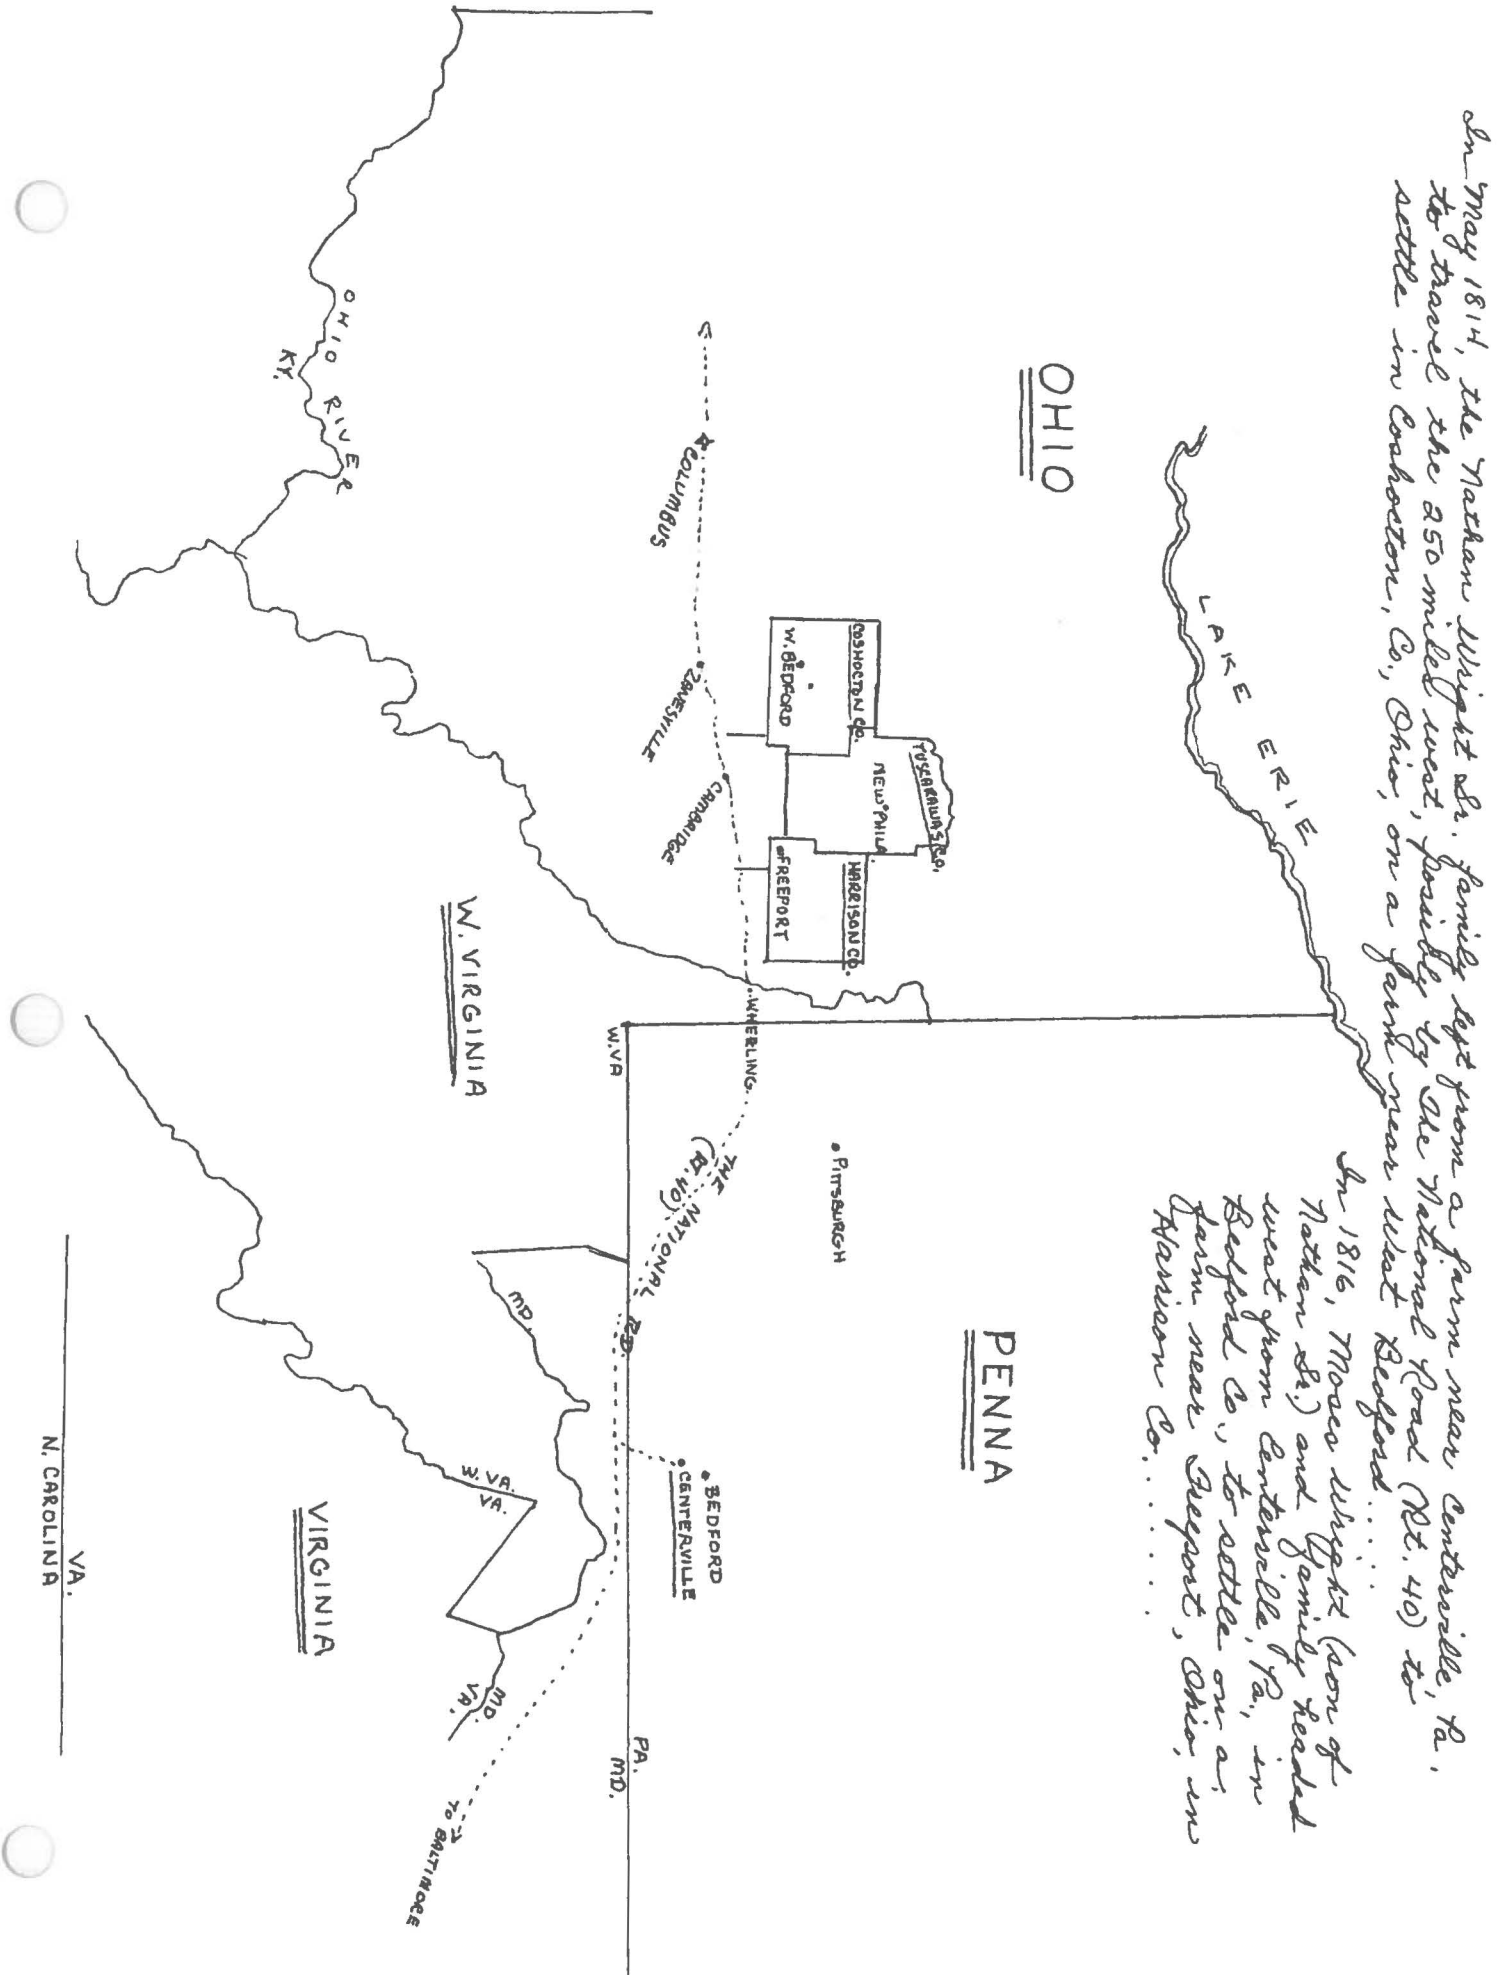 In May 1814, the Nathan Wright Sr. family left from a farm near Centerville, Pa.
to travel the 250 miles west, possibly by The National Road (Rt. 40) to
settle in Coshocton, Co., Ohio, on a farm near West Bedford.....
In 1816, Moses Wright (son of
Nathan Sr.) and family headed
west from Centerville, Pa., in
Bedford Co., to settle on a
farm near Freeport, Ohio, in
Harrison Co......
LAKE ERIE
OHIO
PENNA
TUSCARAWAS CO.
COSHOCTON CO.
NEW PHILA.
HARRISON CO.
W. BEDFORD
FREEPORT
PITTSBURGH
COLUMBUS
ZANESVILLE
CAMBRIDGE
WHEELING
THE NATIONAL RD.
(RT. 40)
BEDFORD
CENTERVILLE
W. VA
PA.
MD.
MD.
TO BALTIMORE
W. VIRGINIA
W. VA.
VA.
MD.
VA.
OHIO RIVER
KY.
VIRGINIA
VA.
N. CAROLINA